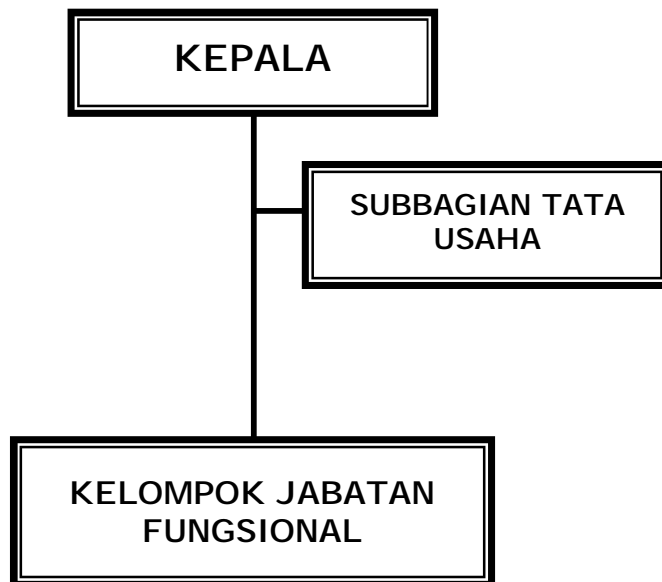 KEPALA
SUBBAGIAN TATA
USAHA
KELOMPOK JABATAN
FUNGSIONAL